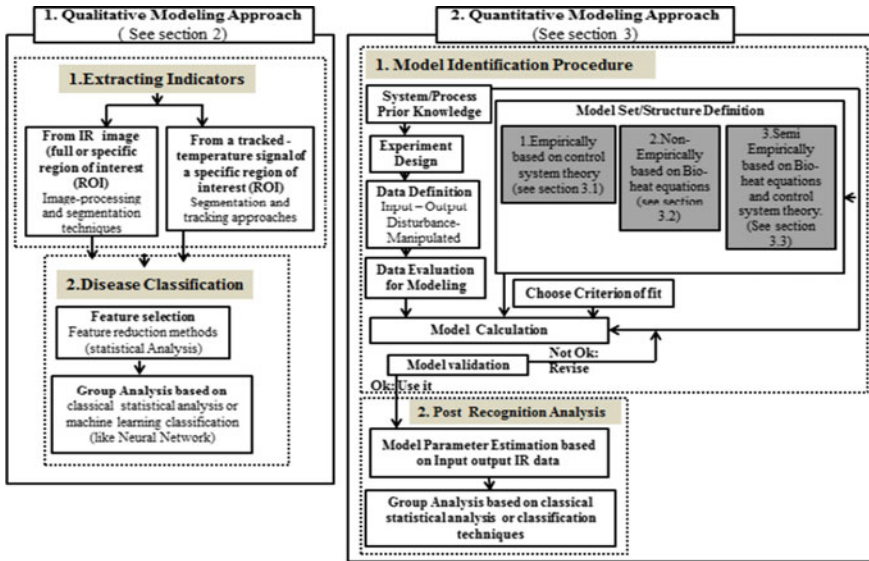 1. Qualitative Modeling Approach
( See section 2)
1.Extracting Indicators
From IR image
(full or specific
region of interest
(ROI)
Image-processing
and segmentation
techniques
From a tracked -
temperature signal of
a specific region of
interest (ROI)
Segmentation and
tracking approaches
2.Disease Classification
Feature selection
Feature reduction methods
(statistical Analysis)
Group Analysis based on
classical statistical analysis or
machine learning classification
(like Neural Network)
2. Quantitative Modeling Approach
(See section 3)
1. Model Identification Procedure
System/Process
Prior Knowledge
Experiment
Design
Data Definition
Input – Output
Disturbance-
Manipulated
Data Evaluation
for Modeling
Model Set/Structure Definition
1.Empirically
based on control
system theory
(see section 3.1)
2.Non-
Empirically
based on Bio-
heat equations
(see section
3.2)
3.Semi
Empirically
based on Bio-
heat equations
and control
system theory.
(See section
3.3)
Choose Criterion of fit
Model Calculation
Model validation
Not Ok:
Revise
Ok: Use it
2. Post Recognition Analysis
Model Parameter Estimation based
on Input output IR data
Group Analysis based on classical
statistical analysis or classification
techniques